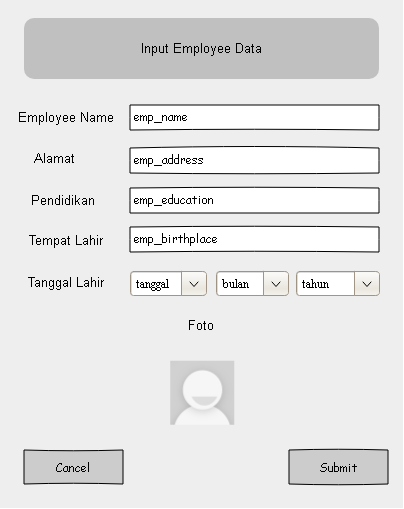 Input Employee Data
Employee Name emp_name
Alamat emp_address
Pendidikan emp_education
Tempat Lahir emp_birthplace
Tanggal Lahir tanggal bulan tahun
Foto
Cancel Submit